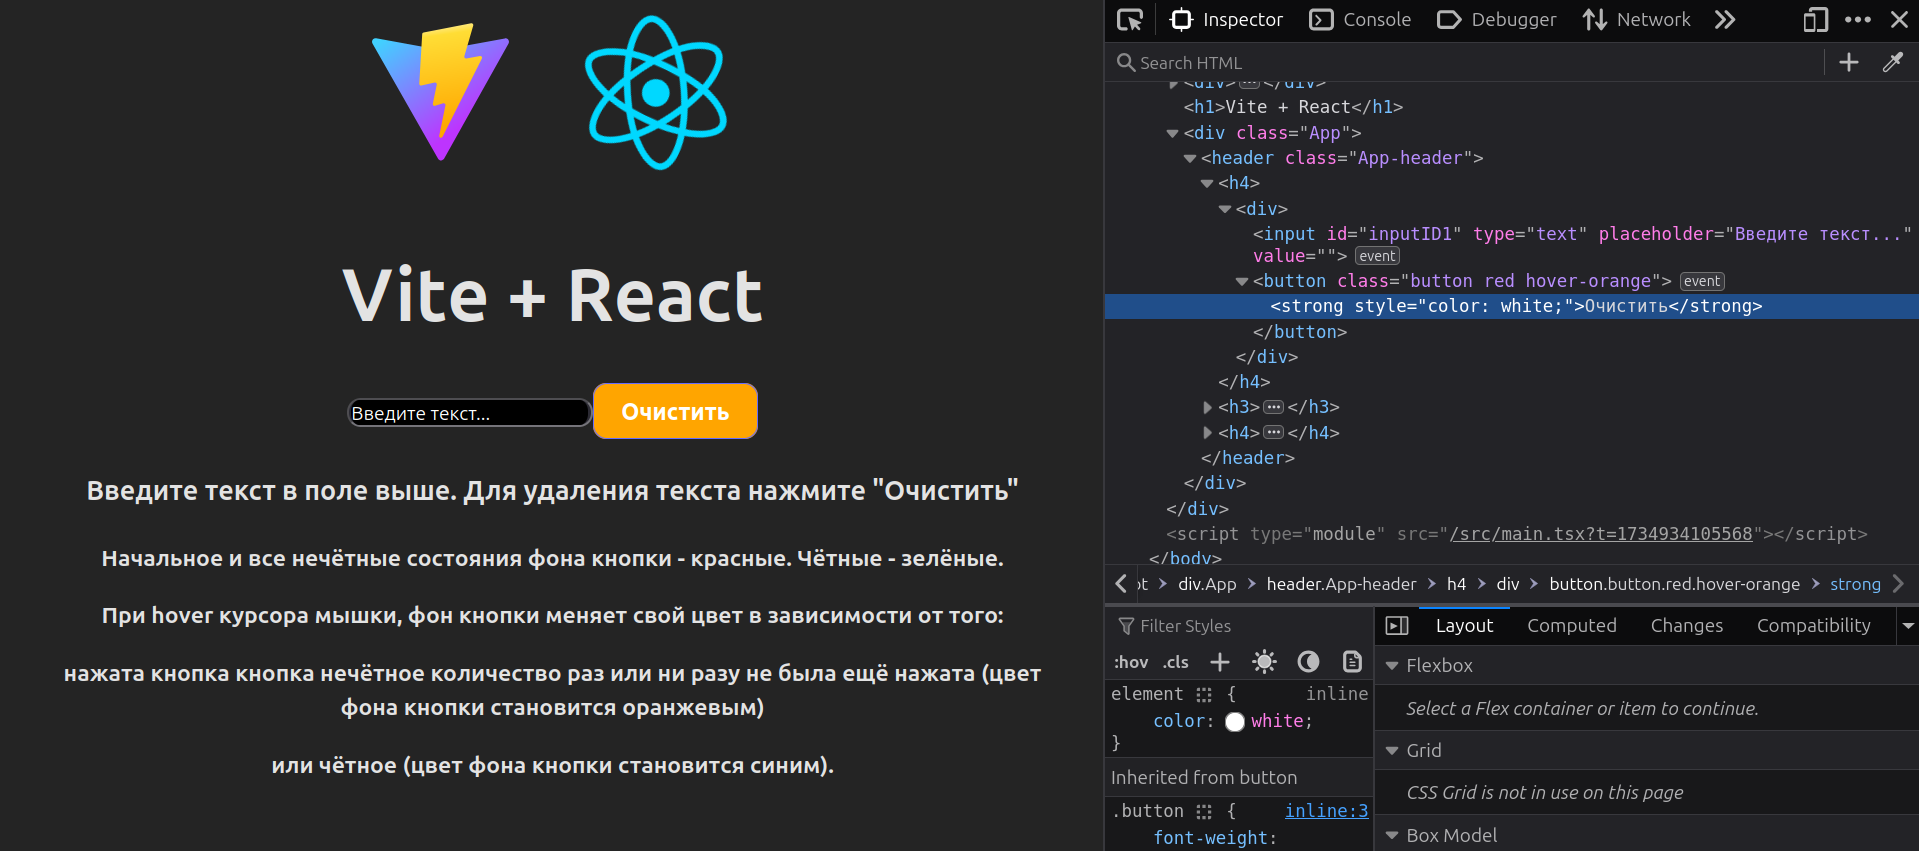 Vite + React
Введите текст...
Очистить
Введите текст в поле выше. Для удаления текста нажмите "Очистить"
Начальное и все нечётные состояния фона кнопки - красные. Чётные - зелёные.
При hover курсора мышки, фон кнопки меняет свой цвет в зависимости от того:
нажата кнопка кнопка нечётное количество раз или ни разу не была ещё нажата (цвет
фона кнопки становится оранжевым)
или чётное (цвет фона кнопки становится синим).
Inspector Console Debugger Network
Search HTML
<div> </div>
<h1>Vite + React</h1>
<div class="App">
<header class="App-header">
<h4>
<div>
<input id="inputID1" type="text" placeholder="Введите текст..."
value=""> event
<button class="button red hover-orange"> event
<strong style="color: white;">Очистить</strong>
</button>
</div>
</h4>
<h3> </h3>
<h4> </h4>
</header>
</div>
</div>
<script type="module" src="/src/main.tsx?t=1734934105568"></script>
</body>
div.App header.App-header h4 div button.button.red.hover-orange strong
Filter Styles
:hov .cls
element { inline
color: white;
}
Inherited from button
.button { inline:3
font-weight:
Layout Computed Changes Compatibility
Flexbox
Select a Flex container or item to continue.
Grid
CSS Grid is not in use on this page
Box Model